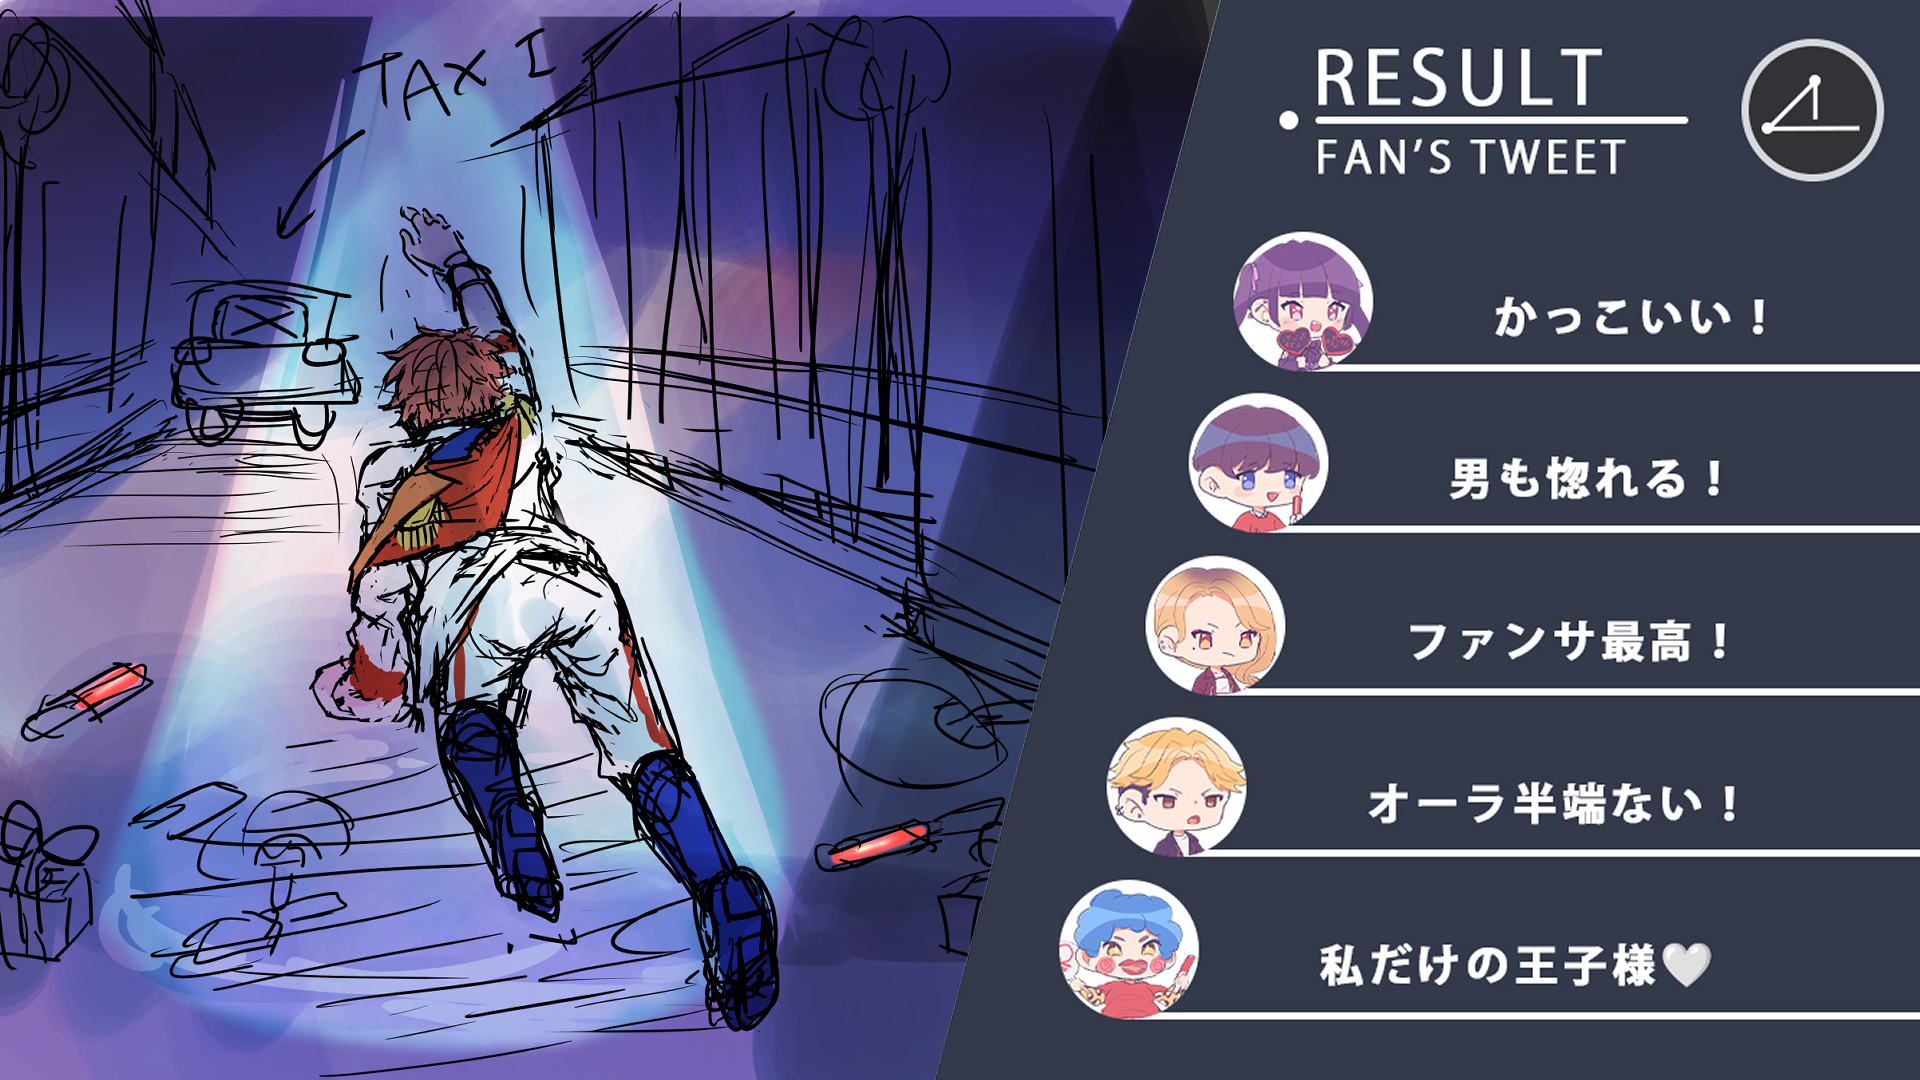 TAXI
RESULT
FAN'S TWEET
かっこいい！
男も惚れる！
ファンサ最高！
オーラ半端ない！
私だけの王子様🤍